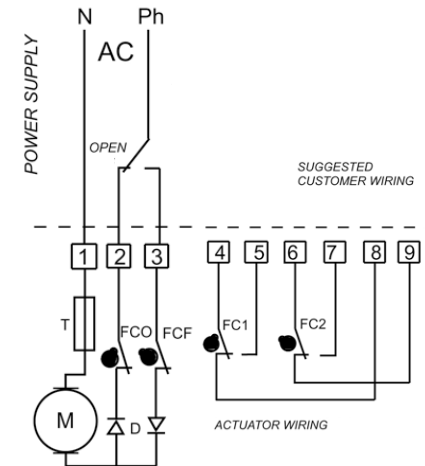 N Ph
AC
POWER SUPPLY
OPEN
SUGGESTED
CUSTOMER WIRING
1 2 3 4 5 6 7 8 9
T
FCO FCF FC1 FC2
M
D
ACTUATOR WIRING